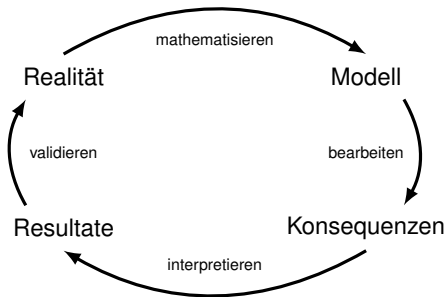 mathematisieren
Realität
Modell
validieren
bearbeiten
Resultate
Konsequenzen
interpretieren